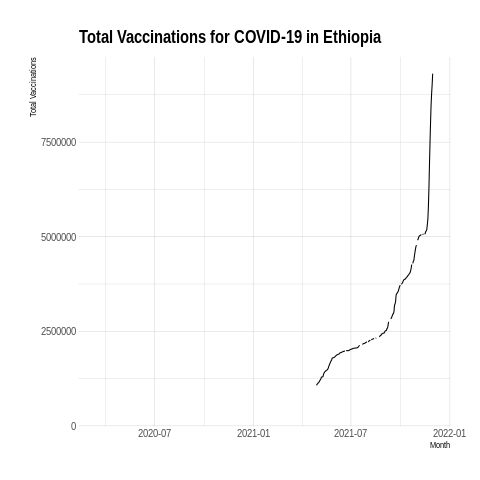 Total Vaccinations for COVID-19 in Ethiopia
Total Vaccinations
7500000
5000000
2500000
0
2020-07
2021-01
2021-07
2022-01
Month